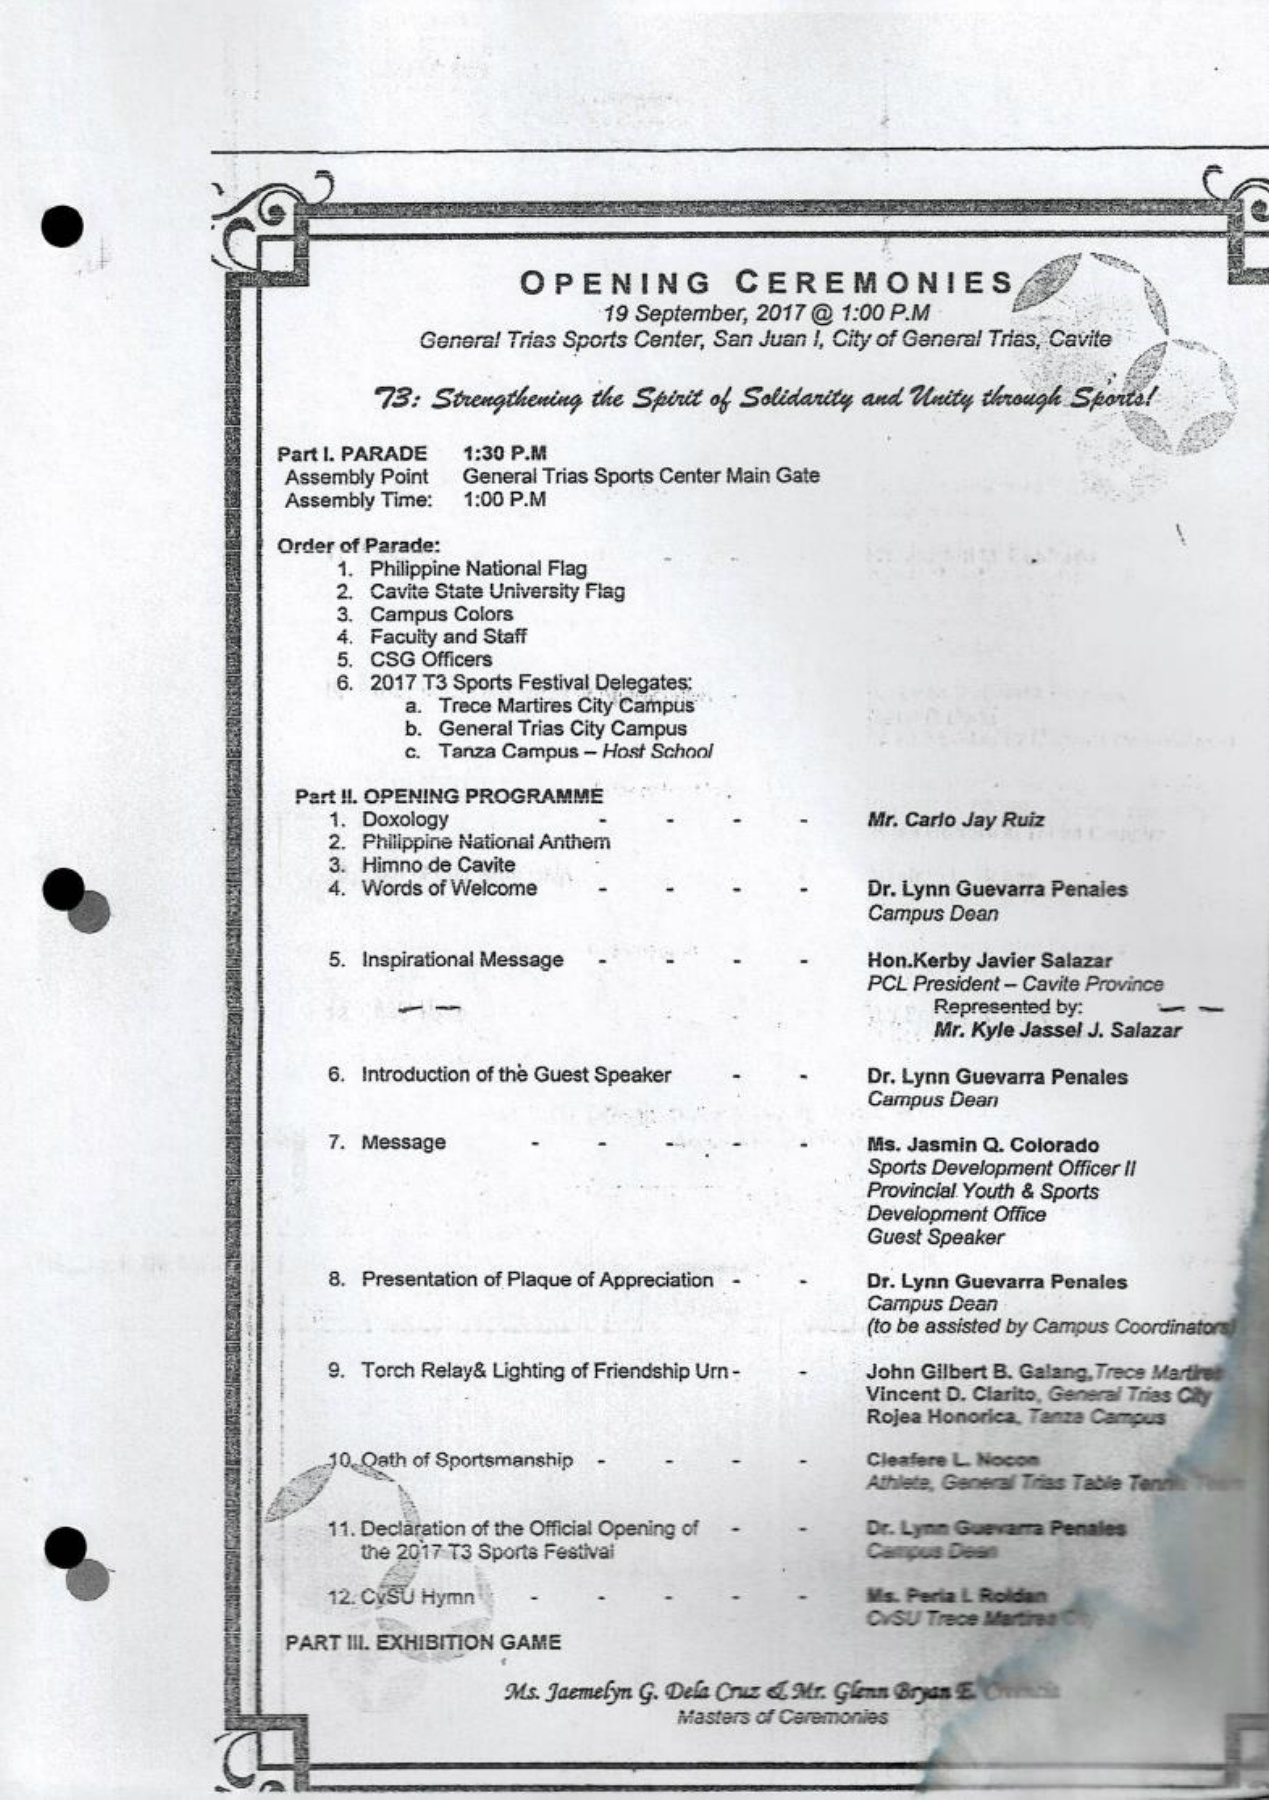 OPENING CEREMONIES
19 September, 2017 @ 1:00 P.M
General Trias Sports Center, San Juan I, City of General Trias, Cavite
T3: Strengthening the Spirit of Solidarity and Unity through Sports!
Part I. PARADE 1:30 P.M
Assembly Point General Trias Sports Center Main Gate
Assembly Time: 1:00 P.M
Order of Parade:
1. Philippine National Flag
2. Cavite State University Flag
3. Campus Colors
4. Faculty and Staff
5. CSG Officers
6. 2017 T3 Sports Festival Delegates:
a. Trece Martires City Campus
b. General Trias City Campus
c. Tanza Campus – Host School
Part II. OPENING PROGRAMME
1. Doxology - - - - Mr. Carlo Jay Ruiz
2. Philippine National Anthem
3. Himno de Cavite
4. Words of Welcome - - - - Dr. Lynn Guevarra Penales
Campus Dean
5. Inspirational Message - - - - Hon.Kerby Javier Salazar
PCL President – Cavite Province
Represented by:
Mr. Kyle Jassel J. Salazar
6. Introduction of the Guest Speaker - - Dr. Lynn Guevarra Penales
Campus Dean
7. Message - - - - - Ms. Jasmin Q. Colorado
Sports Development Officer II
Provincial Youth & Sports
Development Office
Guest Speaker
8. Presentation of Plaque of Appreciation - - Dr. Lynn Guevarra Penales
Campus Dean
(to be assisted by Campus Coordinators)
9. Torch Relay& Lighting of Friendship Urn - - John Gilbert B. Galang, Trece Martires
Vincent D. Clarito, General Trias City
Rojea Honorica, Tanza Campus
10. Oath of Sportsmanship - - - - Cleafere L. Nocon
Athlete, General Trias Table Tennis
11. Declaration of the Official Opening of - - Dr. Lynn Guevarra Penales
the 2017 T3 Sports Festival Campus Dean
12. CvSU Hymn - - - - - Ms. Perla I. Roldan
CvSU Trece Martires City
PART III. EXHIBITION GAME
Ms. Jaemelyn G. Dela Cruz & Mr. Glenn Bryan E.
Masters of Ceremonies